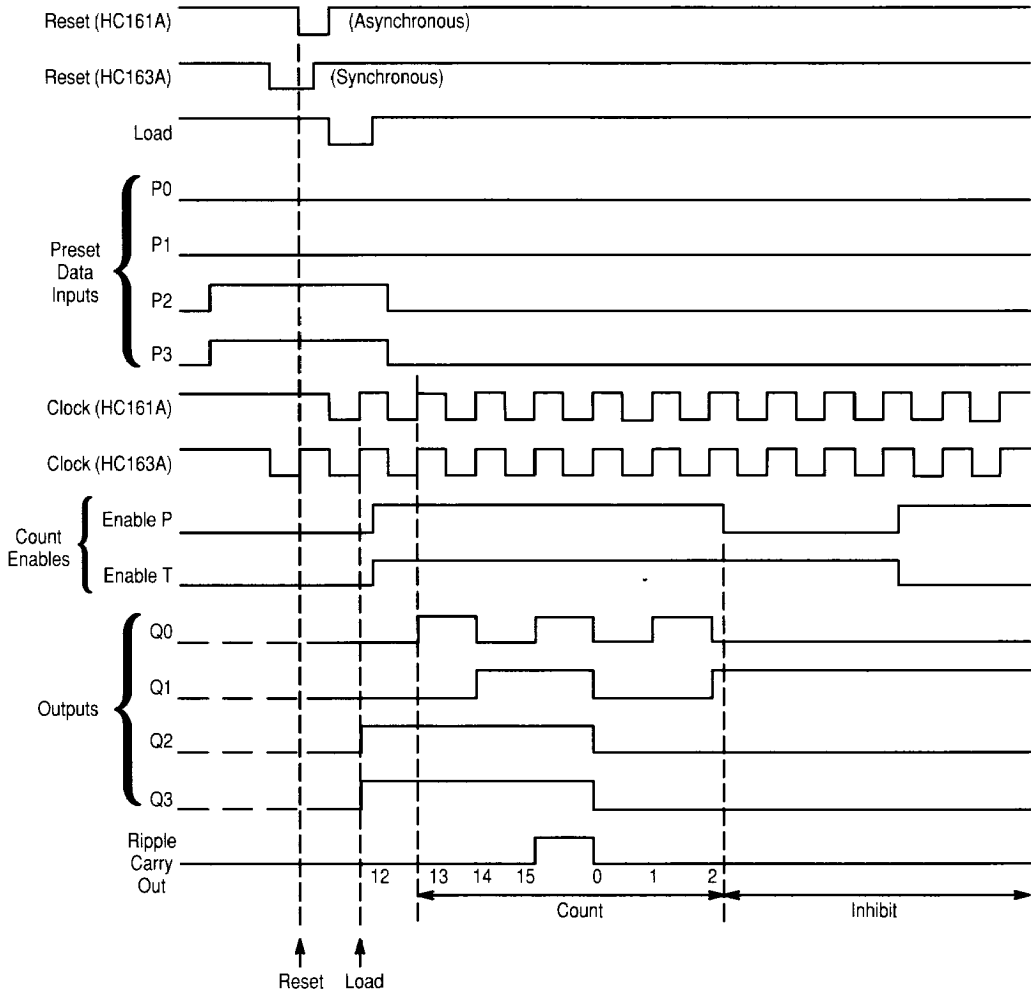 Reset (HC161A)
(Asynchronous)
Reset (HC163A)
(Synchronous)
Load
P0
P1
Preset
Data
Inputs
P2
P3
Clock (HC161A)
Clock (HC163A)
Enable P
Count
Enables
Enable T
Q0
Q1
Outputs
Q2
Q3
Ripple
Carry
Out
12 13 14 15 0 1 2
Count Inhibit
Reset Load